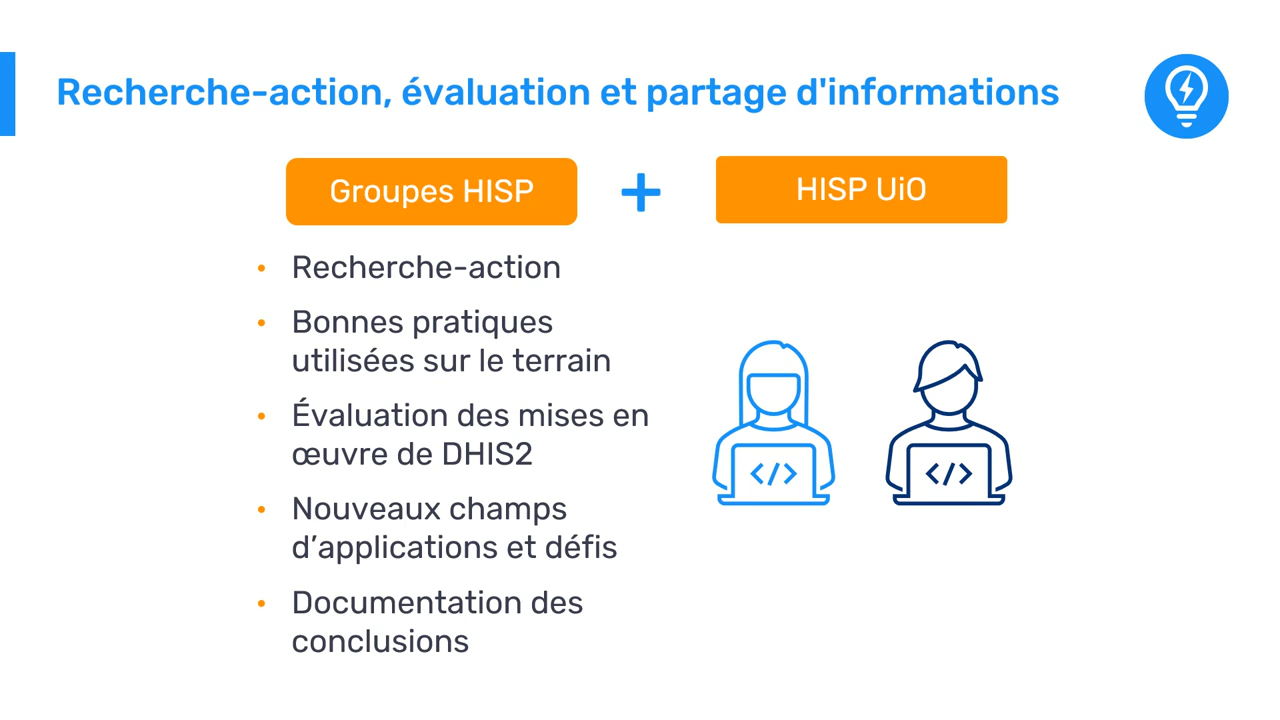 Recherche-action, évaluation et partage d'informations
Groupes HISP
+
HISP UiO
• Recherche-action
• Bonnes pratiques
utilisées sur le terrain
• Évaluation des mises en
œuvre de DHIS2
• Nouveaux champs
d’applications et défis
• Documentation des
conclusions
</>
</>